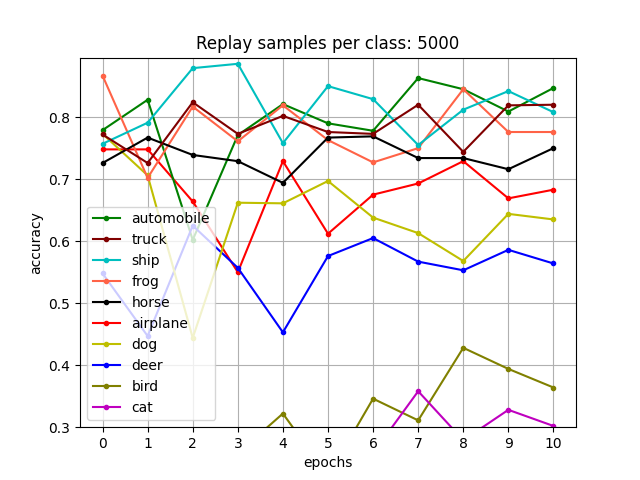 Replay samples per class: 5000
accuracy
0.8
0.7
0.6
0.5
0.4
0.3
automobile
truck
ship
frog
horse
airplane
dog
deer
bird
cat
0 1 2 3 4 5 6 7 8 9 10
epochs